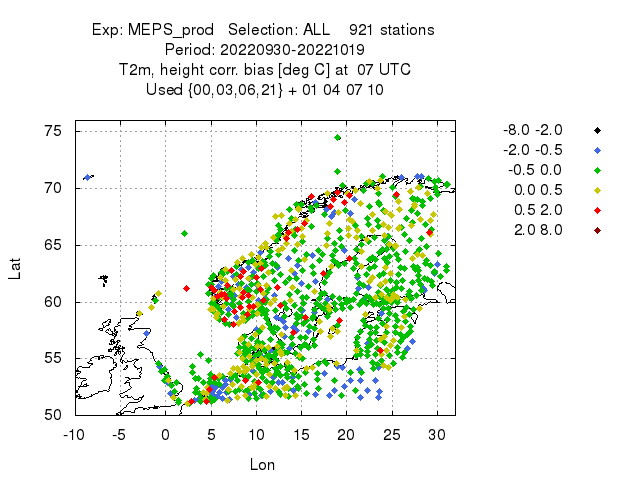 Exp: MEPS_prod   Selection: ALL    921 stations
Period: 20220930-20221019
T2m, height corr. bias [deg C] at  07 UTC
Used {00,03,06,21} + 01 04 07 10
-8.0 -2.0
-2.0 -0.5
-0.5 0.0
0.0 0.5
0.5 2.0
2.0 8.0
75
70
65
60
55
50
Lat
-10 -5 0 5 10 15 20 25 30
Lon